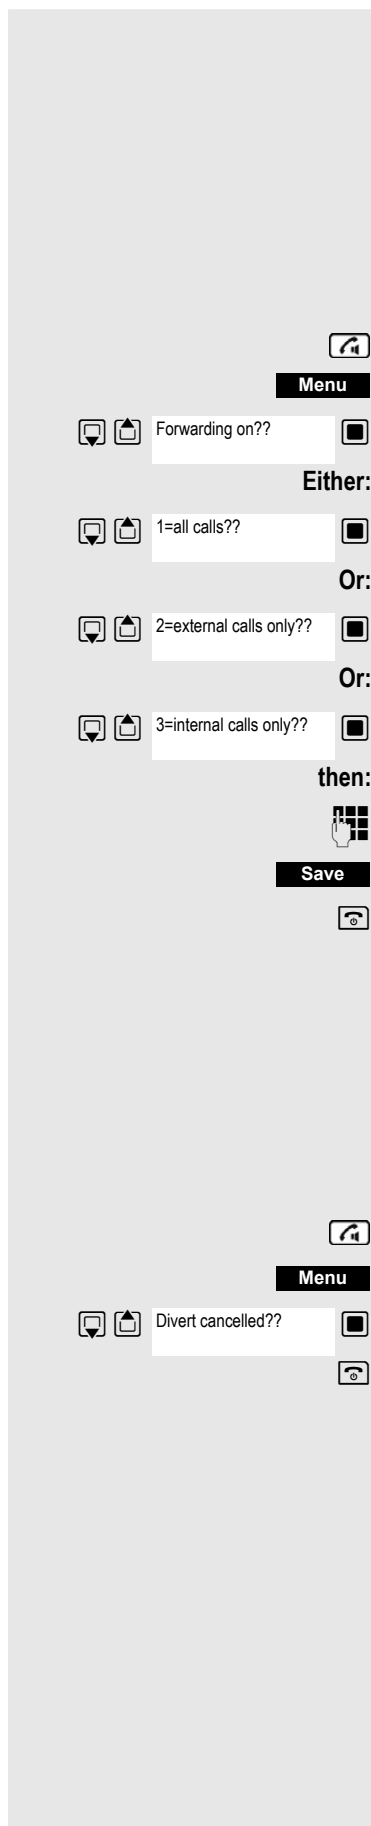 Menu
Forwarding on??
Either:
1=all calls??
Or:
2=external calls only??
Or:
3=internal calls only??
then:
Save
Menu
Divert cancelled??